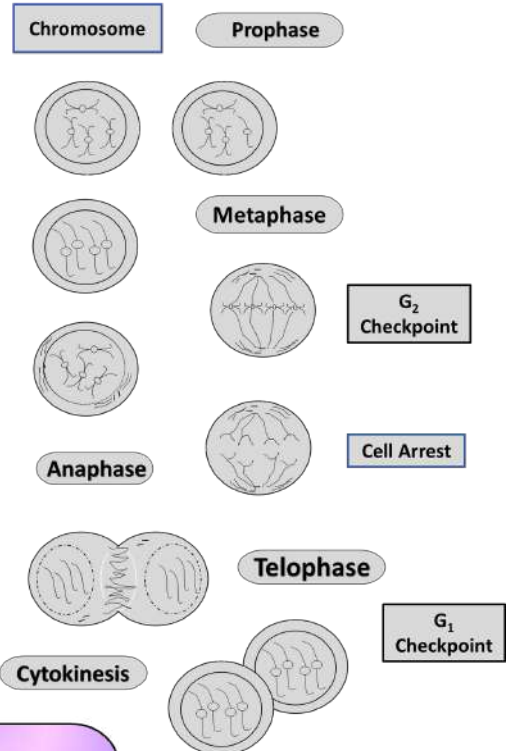 Chromosome
Prophase
Metaphase
G₂
Checkpoint
Cell Arrest
Anaphase
Telophase
G₁
Checkpoint
Cytokinesis